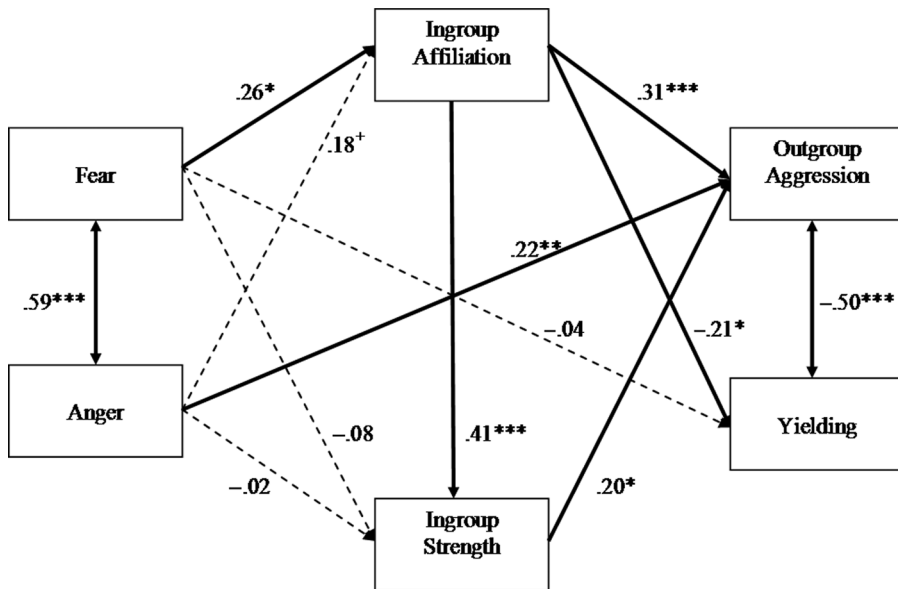 Ingroup
Affiliation
.26*
.31***
.18+
Fear
Outgroup
Aggression
.22**
.59***
–.04
–.21*
–.50***
Anger
–.08
.41***
Yielding
–.02
.20*
Ingroup
Strength